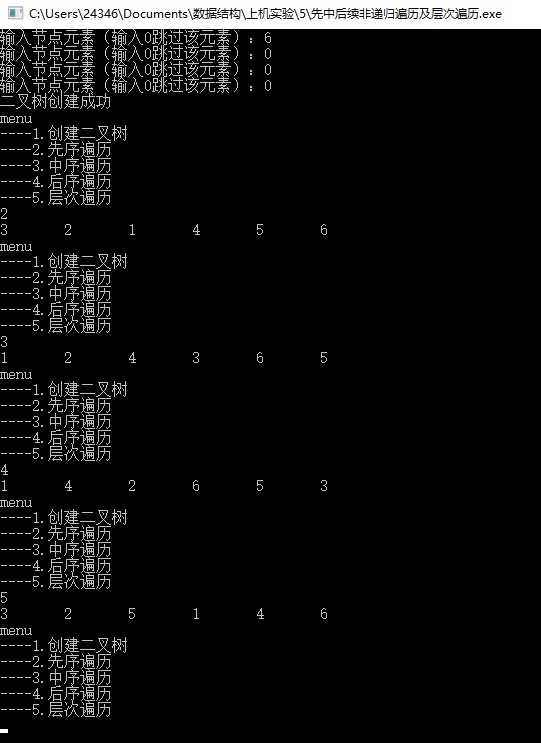 C:\Users\24346\Documents\数据结构\上机实验\5\先中后续非递归遍历及层次遍历.exe
输入节点元素（输入0跳过该元素）：6
输入节点元素（输入0跳过该元素）：0
输入节点元素（输入0跳过该元素）：0
输入节点元素（输入0跳过该元素）：0
二叉树创建成功
menu
----1.创建二叉树
----2.先序遍历
----3.中序遍历
----4.后序遍历
----5.层次遍历
2
3 2 1 4 5 6
menu
----1.创建二叉树
----2.先序遍历
----3.中序遍历
----4.后序遍历
----5.层次遍历
3
1 2 4 3 6 5
menu
----1.创建二叉树
----2.先序遍历
----3.中序遍历
----4.后序遍历
----5.层次遍历
4
1 4 2 6 5 3
menu
----1.创建二叉树
----2.先序遍历
----3.中序遍历
----4.后序遍历
----5.层次遍历
5
3 2 5 1 4 6
menu
----1.创建二叉树
----2.先序遍历
----3.中序遍历
----4.后序遍历
----5.层次遍历